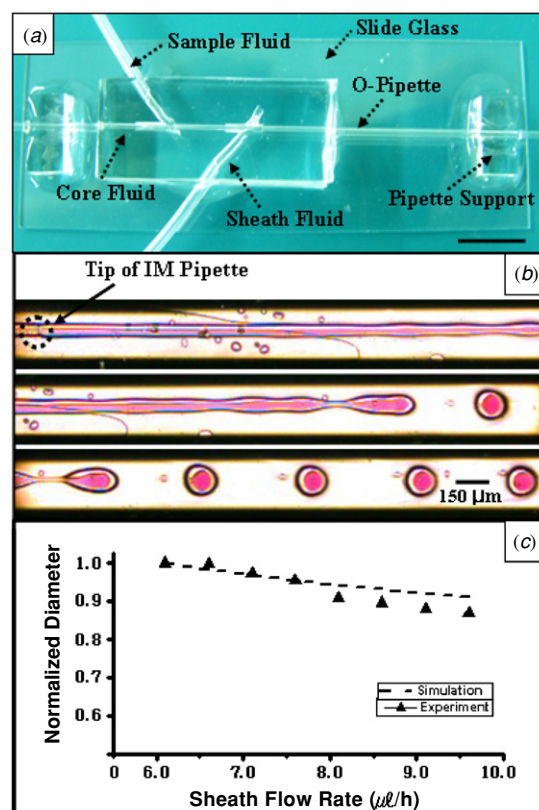 (a)
Sample Fluid
Slide Glass
O-Pipette
Core Fluid
Sheath Fluid
Pipette Support
Tip of IM Pipette
(b)
150 µm
(c)
Normalized Diameter
1.0
0.9
0.8
0.7
0.6
Simulation
Experiment
0 6.0 7.0 8.0 9.0 10.0
Sheath Flow Rate (µl/h)